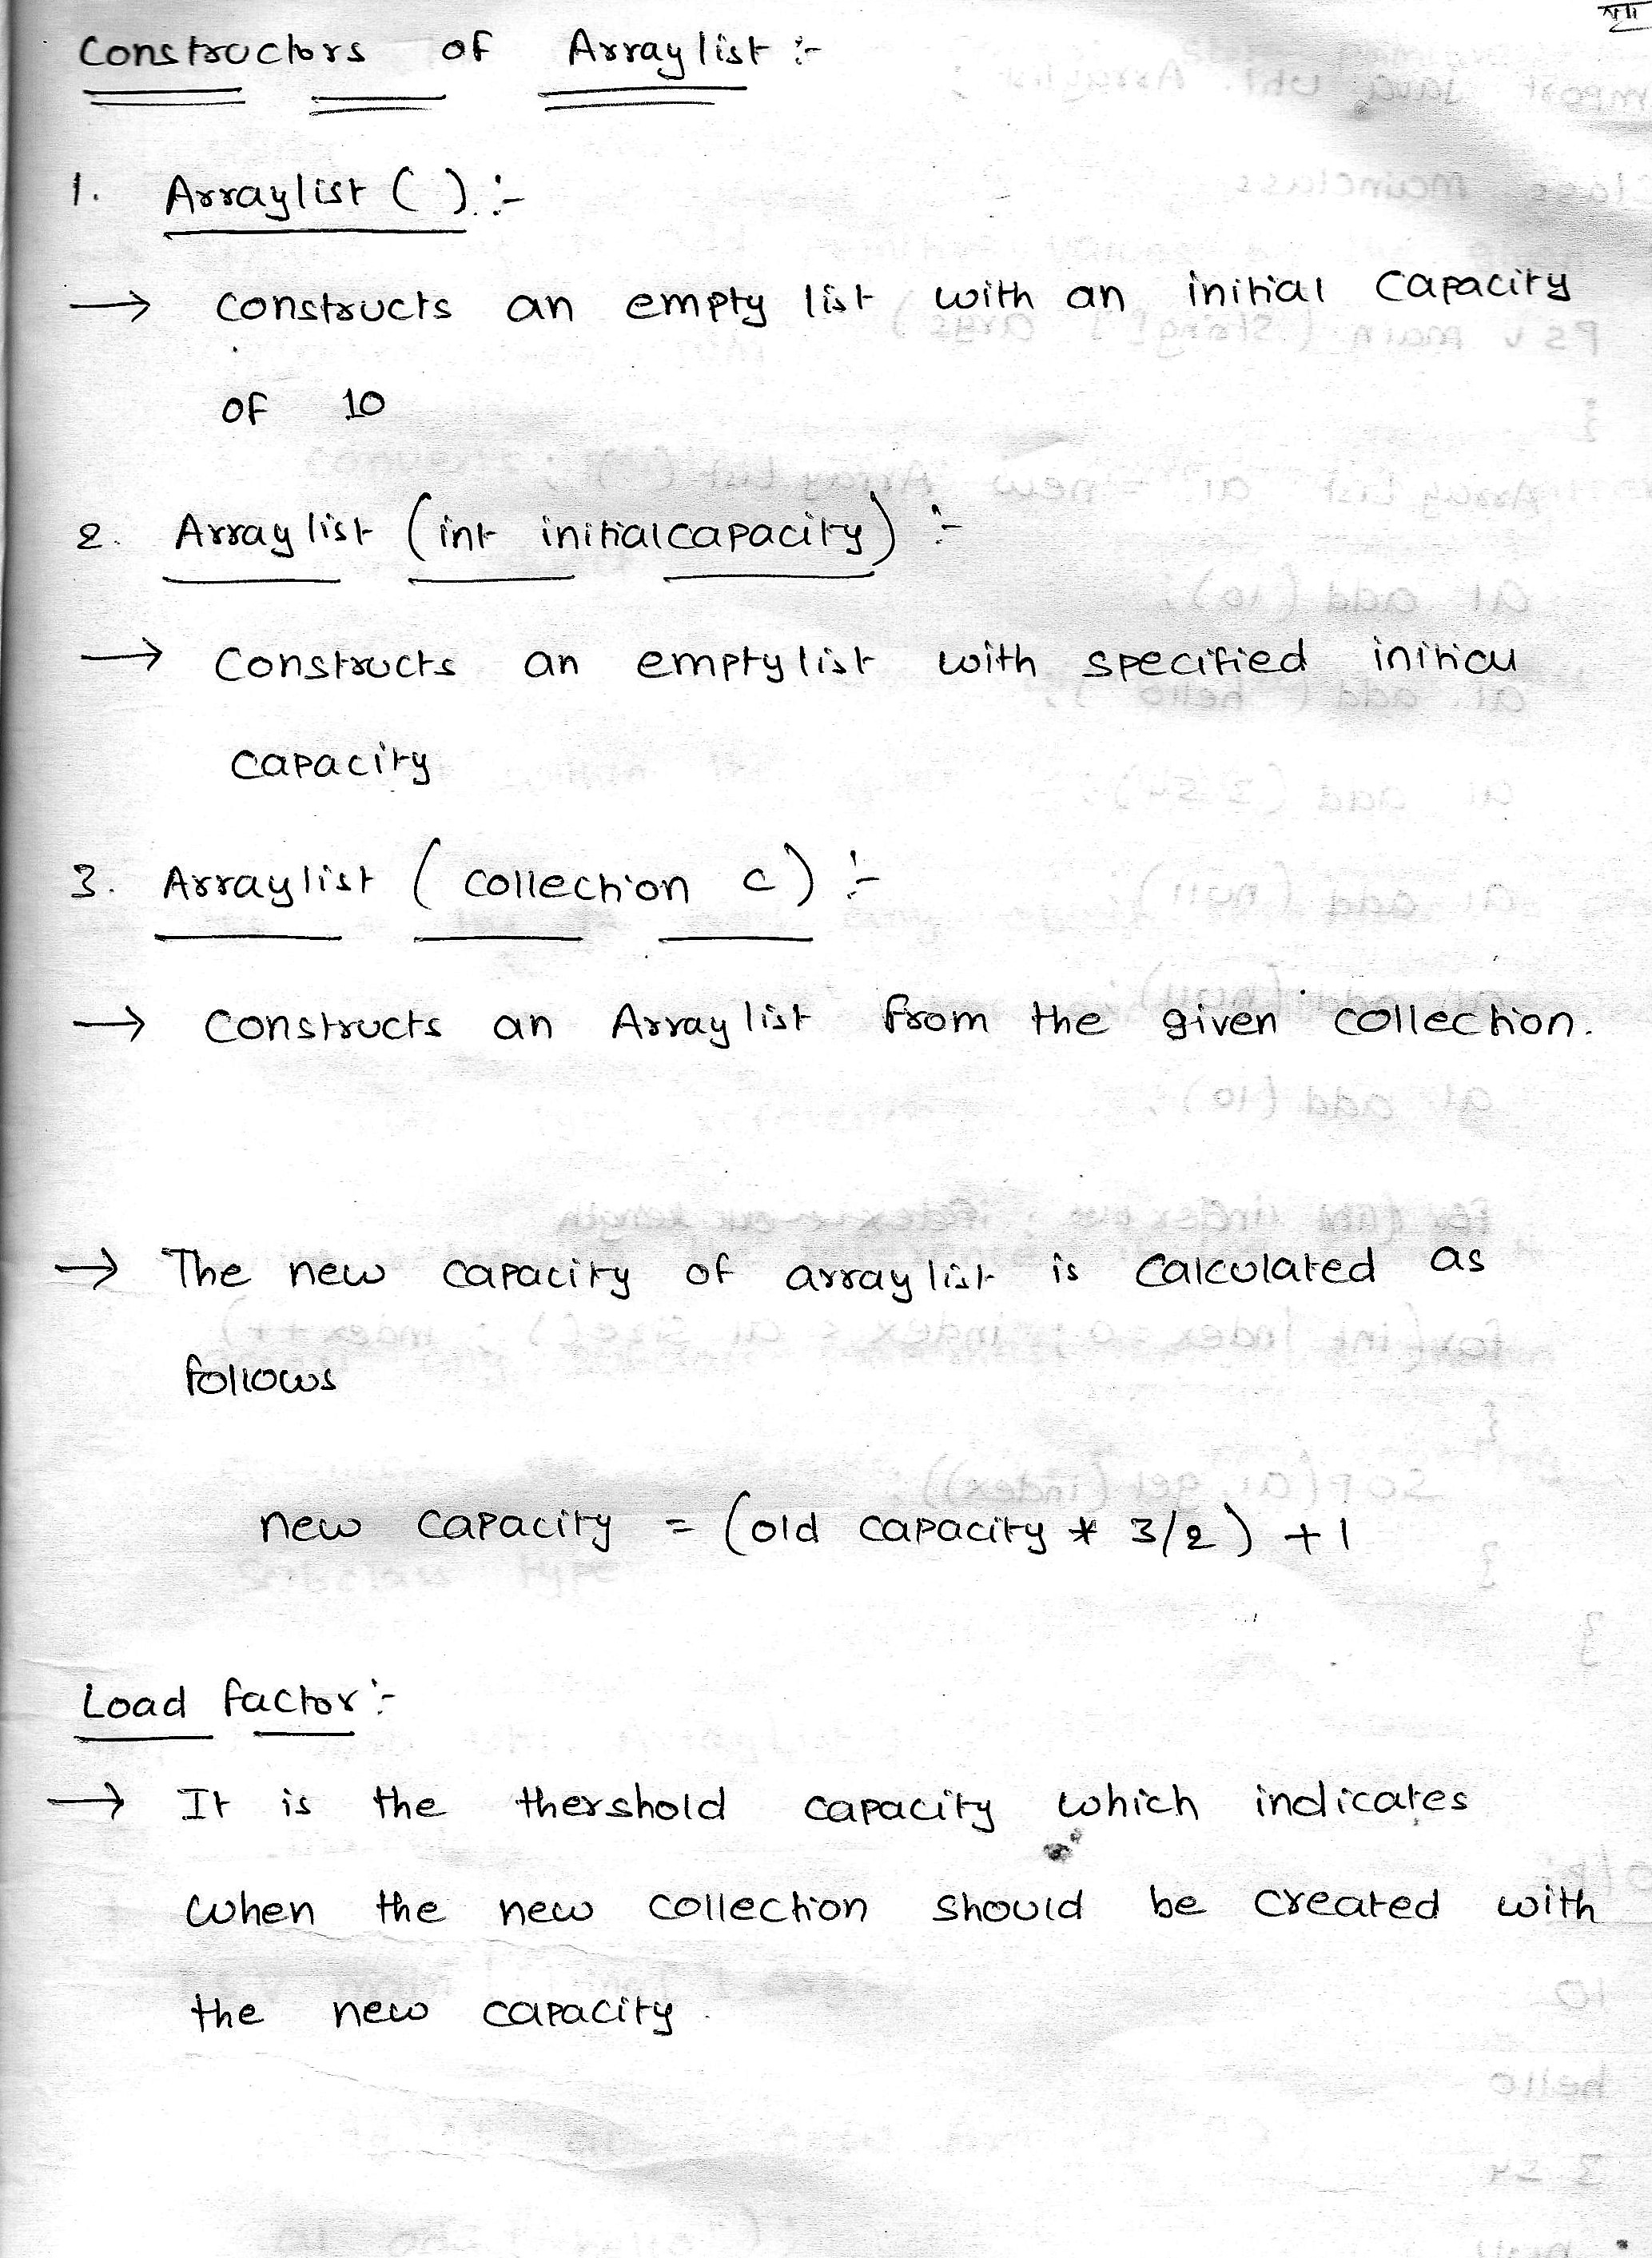 Constructors of Arraylist :-
1. Arraylist ( ) :-
→ constructs an empty list with an initial capacity
of 10
2. Arraylist (int initialcapacity) :-
→ Constructs an emptylist with specified initial
capacity
3. Arraylist ( collection c) :-
→ constructs an Arraylist from the given collection.
→ The new capacity of arraylist is calculated as
follows
new capacity = (old capacity * 3/2) +1
Load factor :-
→ It is the thershold capacity which indicates
when the new collection should be created with
the new capacity.